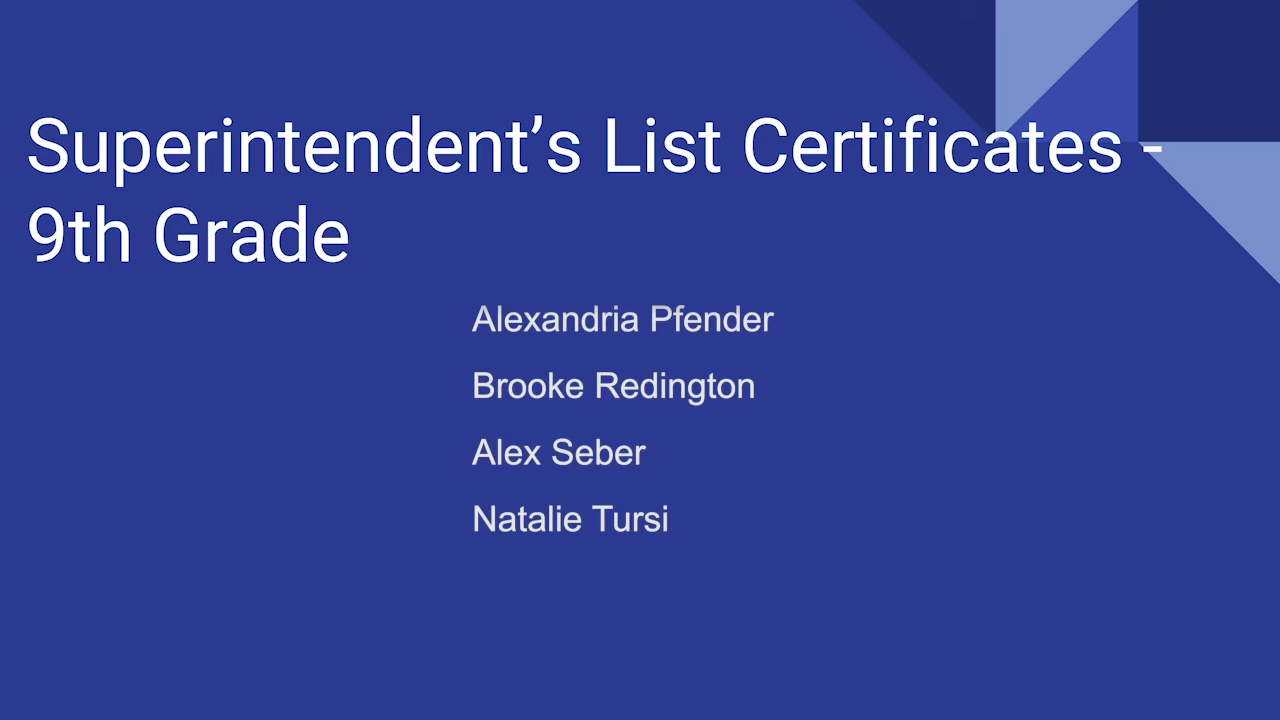 Superintendent’s List Certificates -
9th Grade
Alexandria Pfender
Brooke Redington
Alex Seber
Natalie Tursi